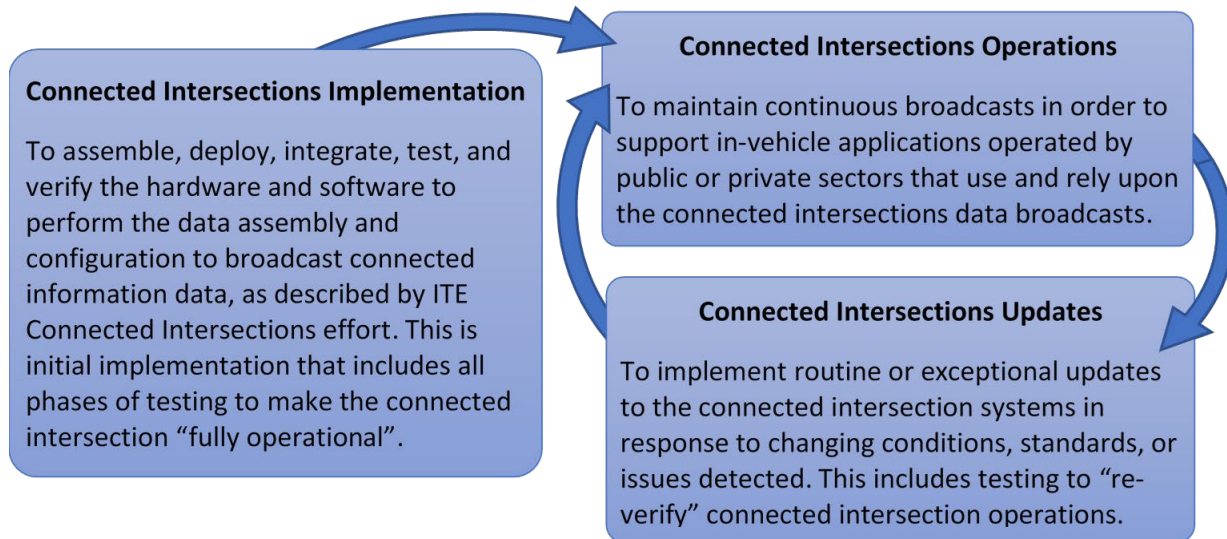 Connected Intersections Implementation
To assemble, deploy, integrate, test, and
verify the hardware and software to
perform the data assembly and
configuration to broadcast connected
information data, as described by ITE
Connected Intersections effort. This is
initial implementation that includes all
phases of testing to make the connected
intersection “fully operational”.
Connected Intersections Operations
To maintain continuous broadcasts in order to
support in-vehicle applications operated by
public or private sectors that use and rely upon
the connected intersections data broadcasts.
Connected Intersections Updates
To implement routine or exceptional updates
to the connected intersection systems in
response to changing conditions, standards, or
issues detected. This includes testing to “re-
verify” connected intersection operations.